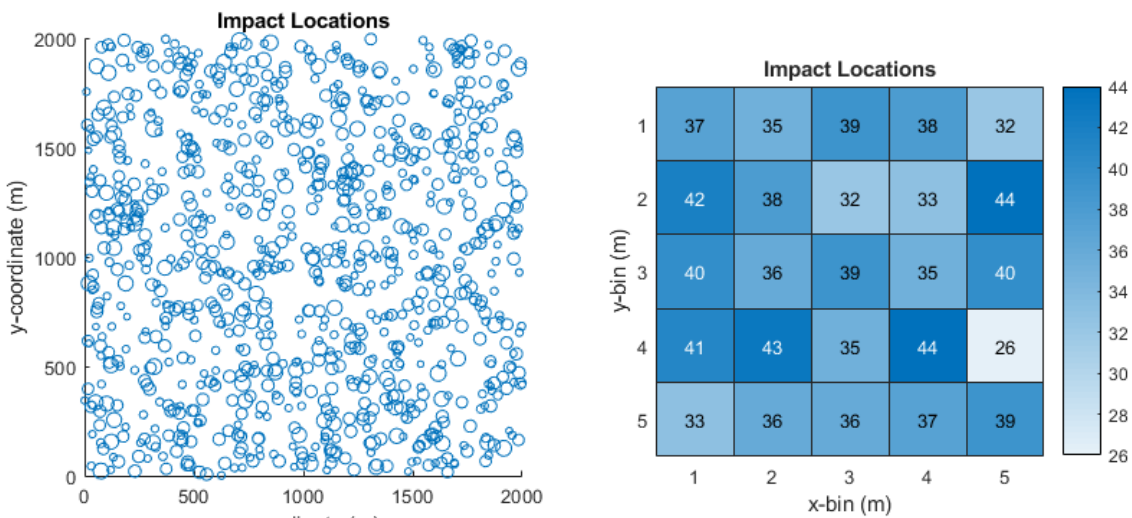 Impact Locations
2000
1500
1000
500
0
y-coordinate (m)
0 500 1000 1500 2000
Impact Locations
1 37 35 39 38 32
2 42 38 32 33 44
3 40 36 39 35 40
4 41 43 35 44 26
5 33 36 36 37 39
y-bin (m)
1 2 3 4 5
x-bin (m)
44
42
40
38
36
34
32
30
28
26